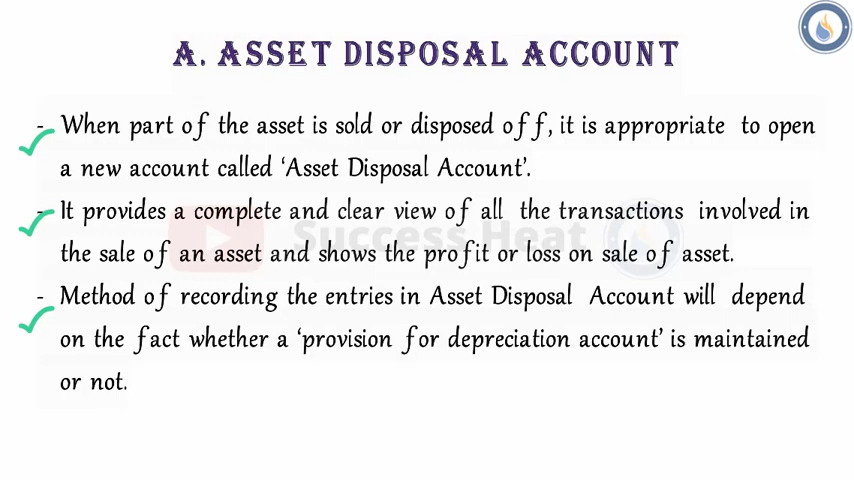 A. ASSET DISPOSAL ACCOUNT
- When part of the asset is sold or disposed off, it is appropriate to open
a new account called ‘Asset Disposal Account’.
- It provides a complete and clear view of all the transactions involved in
Success Heat
the sale of an asset and shows the profit or loss on sale of asset.
- Method of recording the entries in Asset Disposal Account will depend
on the fact whether a ‘provision for depreciation account’ is maintained
or not.